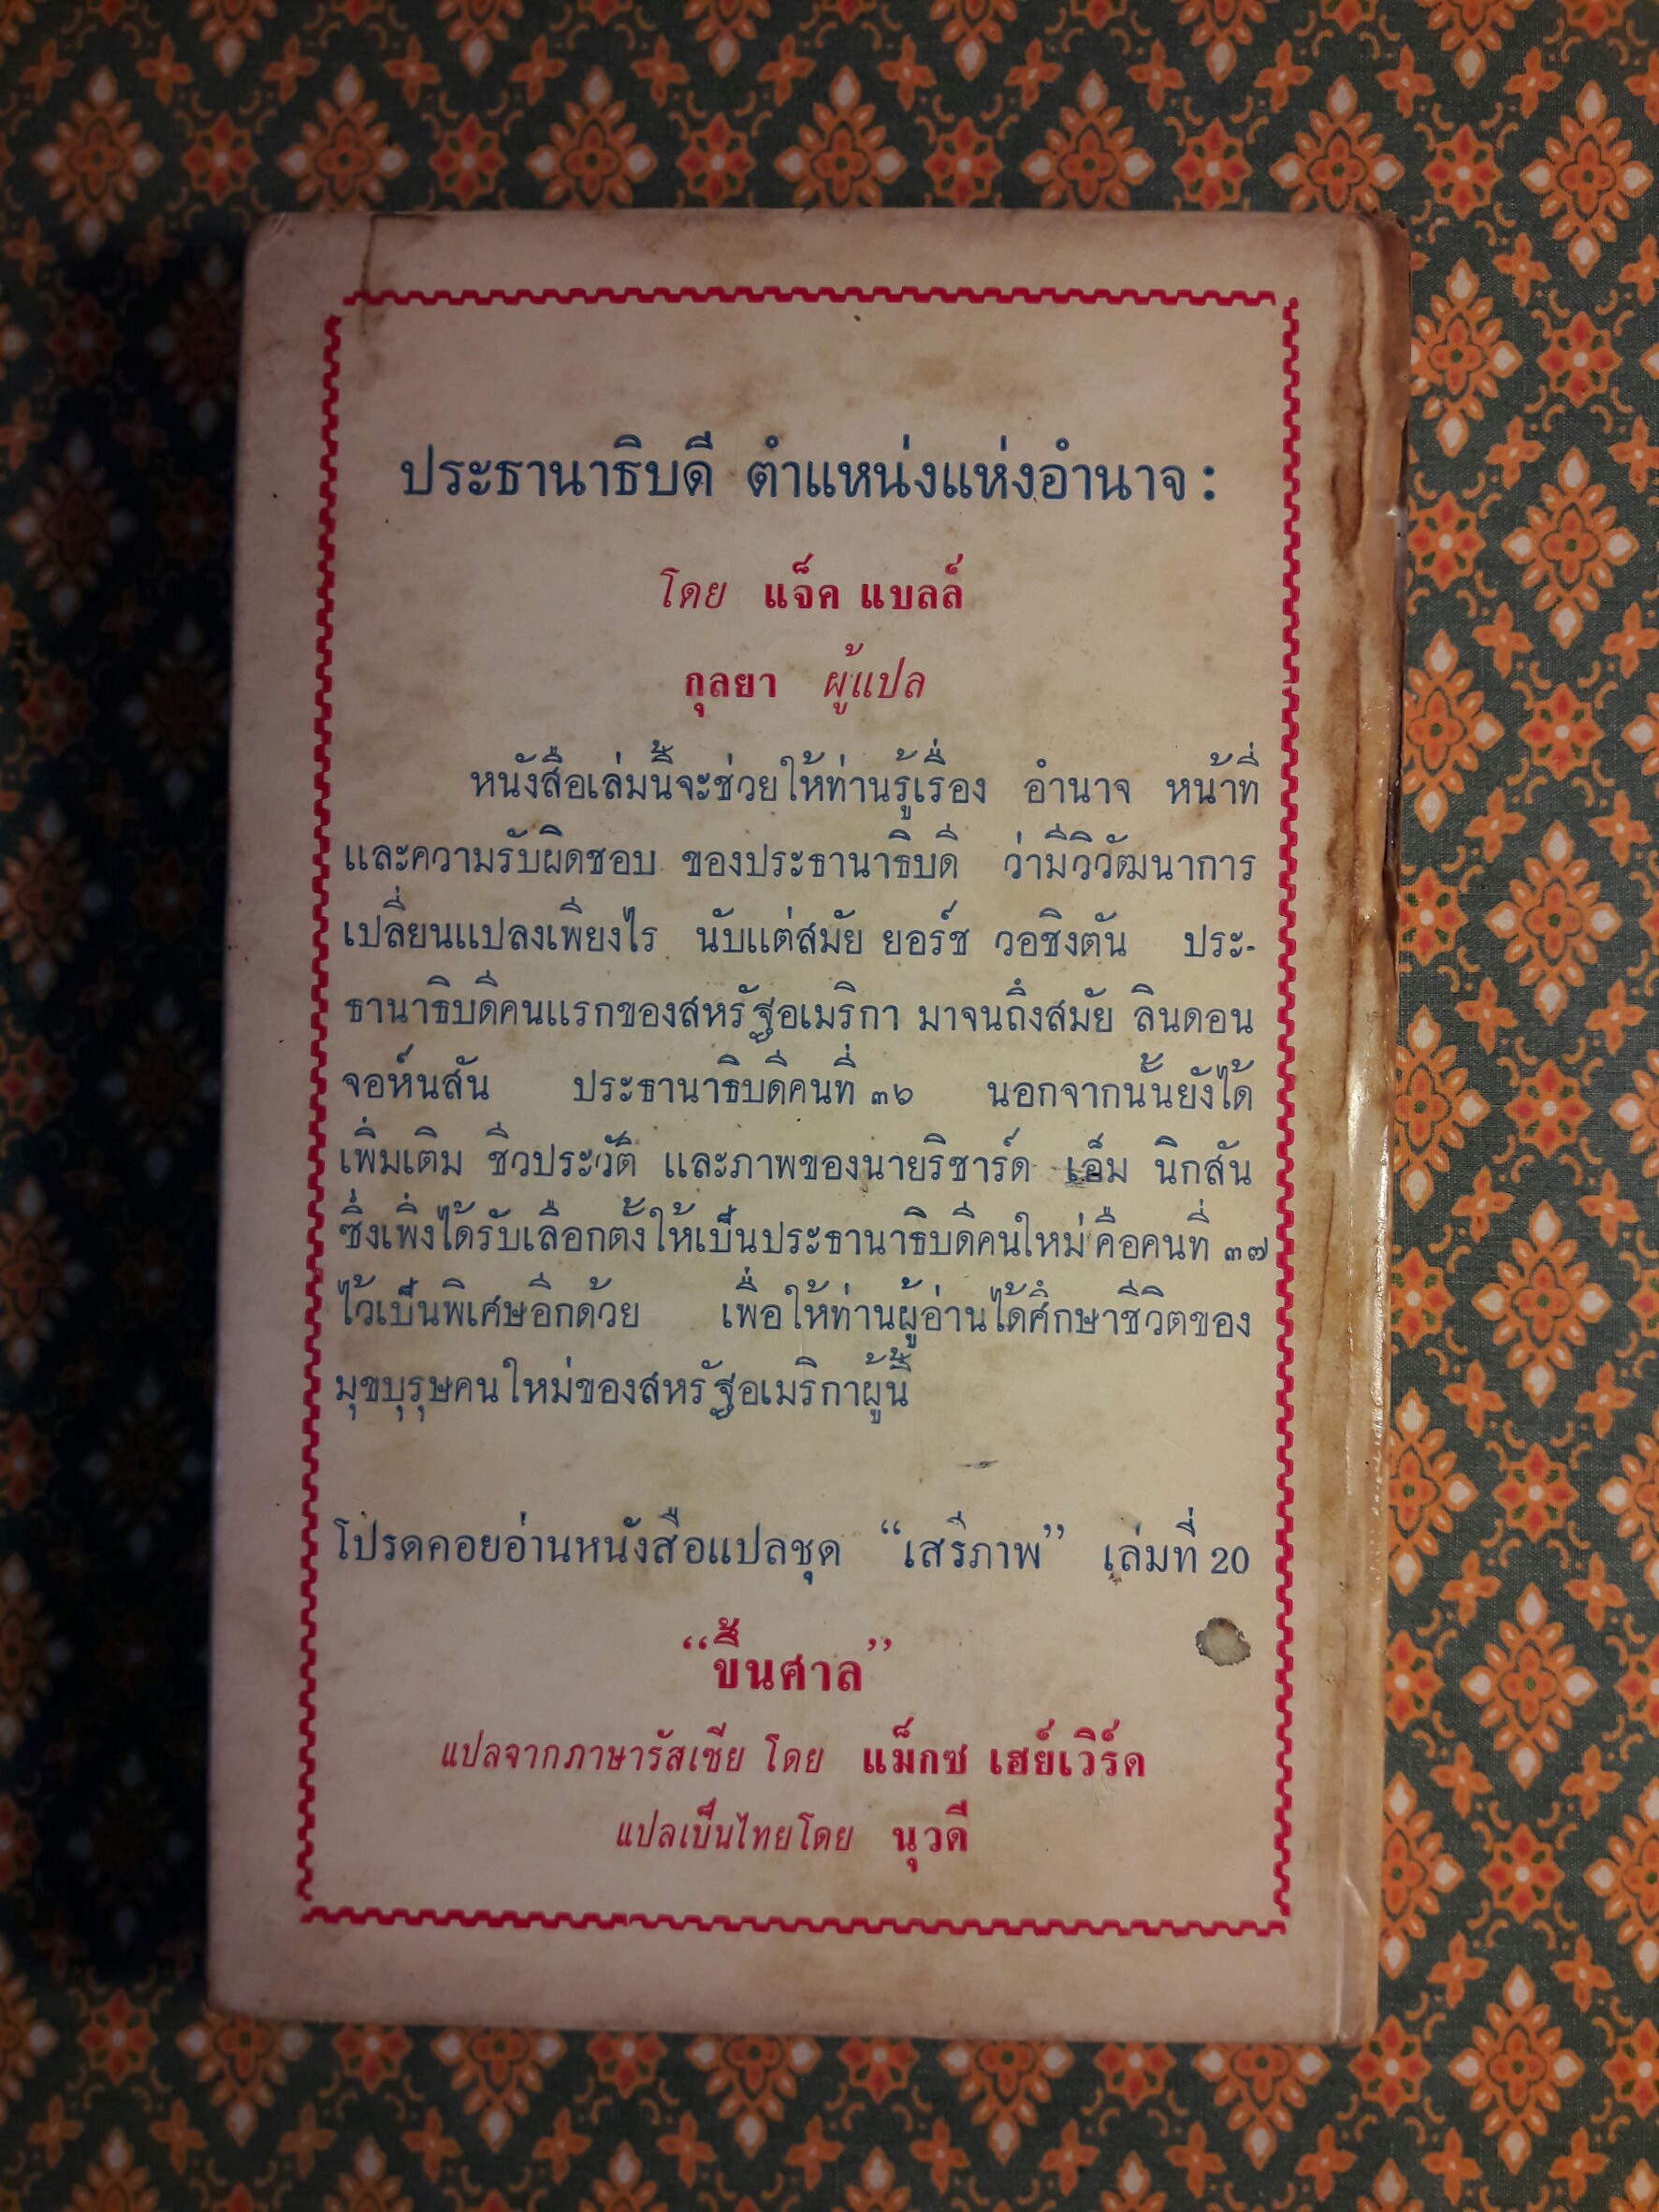 ประธานาธิบดี ตำแหน่งแห่งอำนาจ :
โดย แจ็ค แบลล์
กุลยา ผู้แปล
หนังสือเล่มนี้จะช่วยให้ท่านรู้เรื่อง อำนาจ หน้าที่
และความรับผิดชอบ ของประธานาธิบดี ว่ามีวิวัฒนาการ
เปลี่ยนแปลงเพียงไร นับแต่สมัย ยอร์ช วอชิงตัน ประ-
ธานาธิบดีคนแรกของสหรัฐอเมริกา มาจนถึงสมัย ลินดอน
จอห์นสัน ประธานาธิบดีคนที่ ๓๖ นอกจากนั้นยังได้
เพิ่มเติม ชีวประวัติ และภาพของนายริชาร์ด เอ็ม นิกสัน
ซึ่งเพิ่งได้รับเลือกตั้งให้เป็นประธานาธิบดีคนใหม่ คือคนที่ ๓๗
ไว้เป็นพิเศษอีกด้วย เพื่อให้ท่านผู้อ่านได้ศึกษาชีวิตของ
มุขบุรุษคนใหม่ของสหรัฐอเมริกาผู้นี้
โปรดคอยอ่านหนังสือแปลชุด “เสรีภาพ” เล่มที่ 20
“ขึ้นศาล”
แปลจากภาษารัสเซีย โดย แม็กซ เฮย์เวิร์ด
แปลเป็นไทยโดย นุวดี